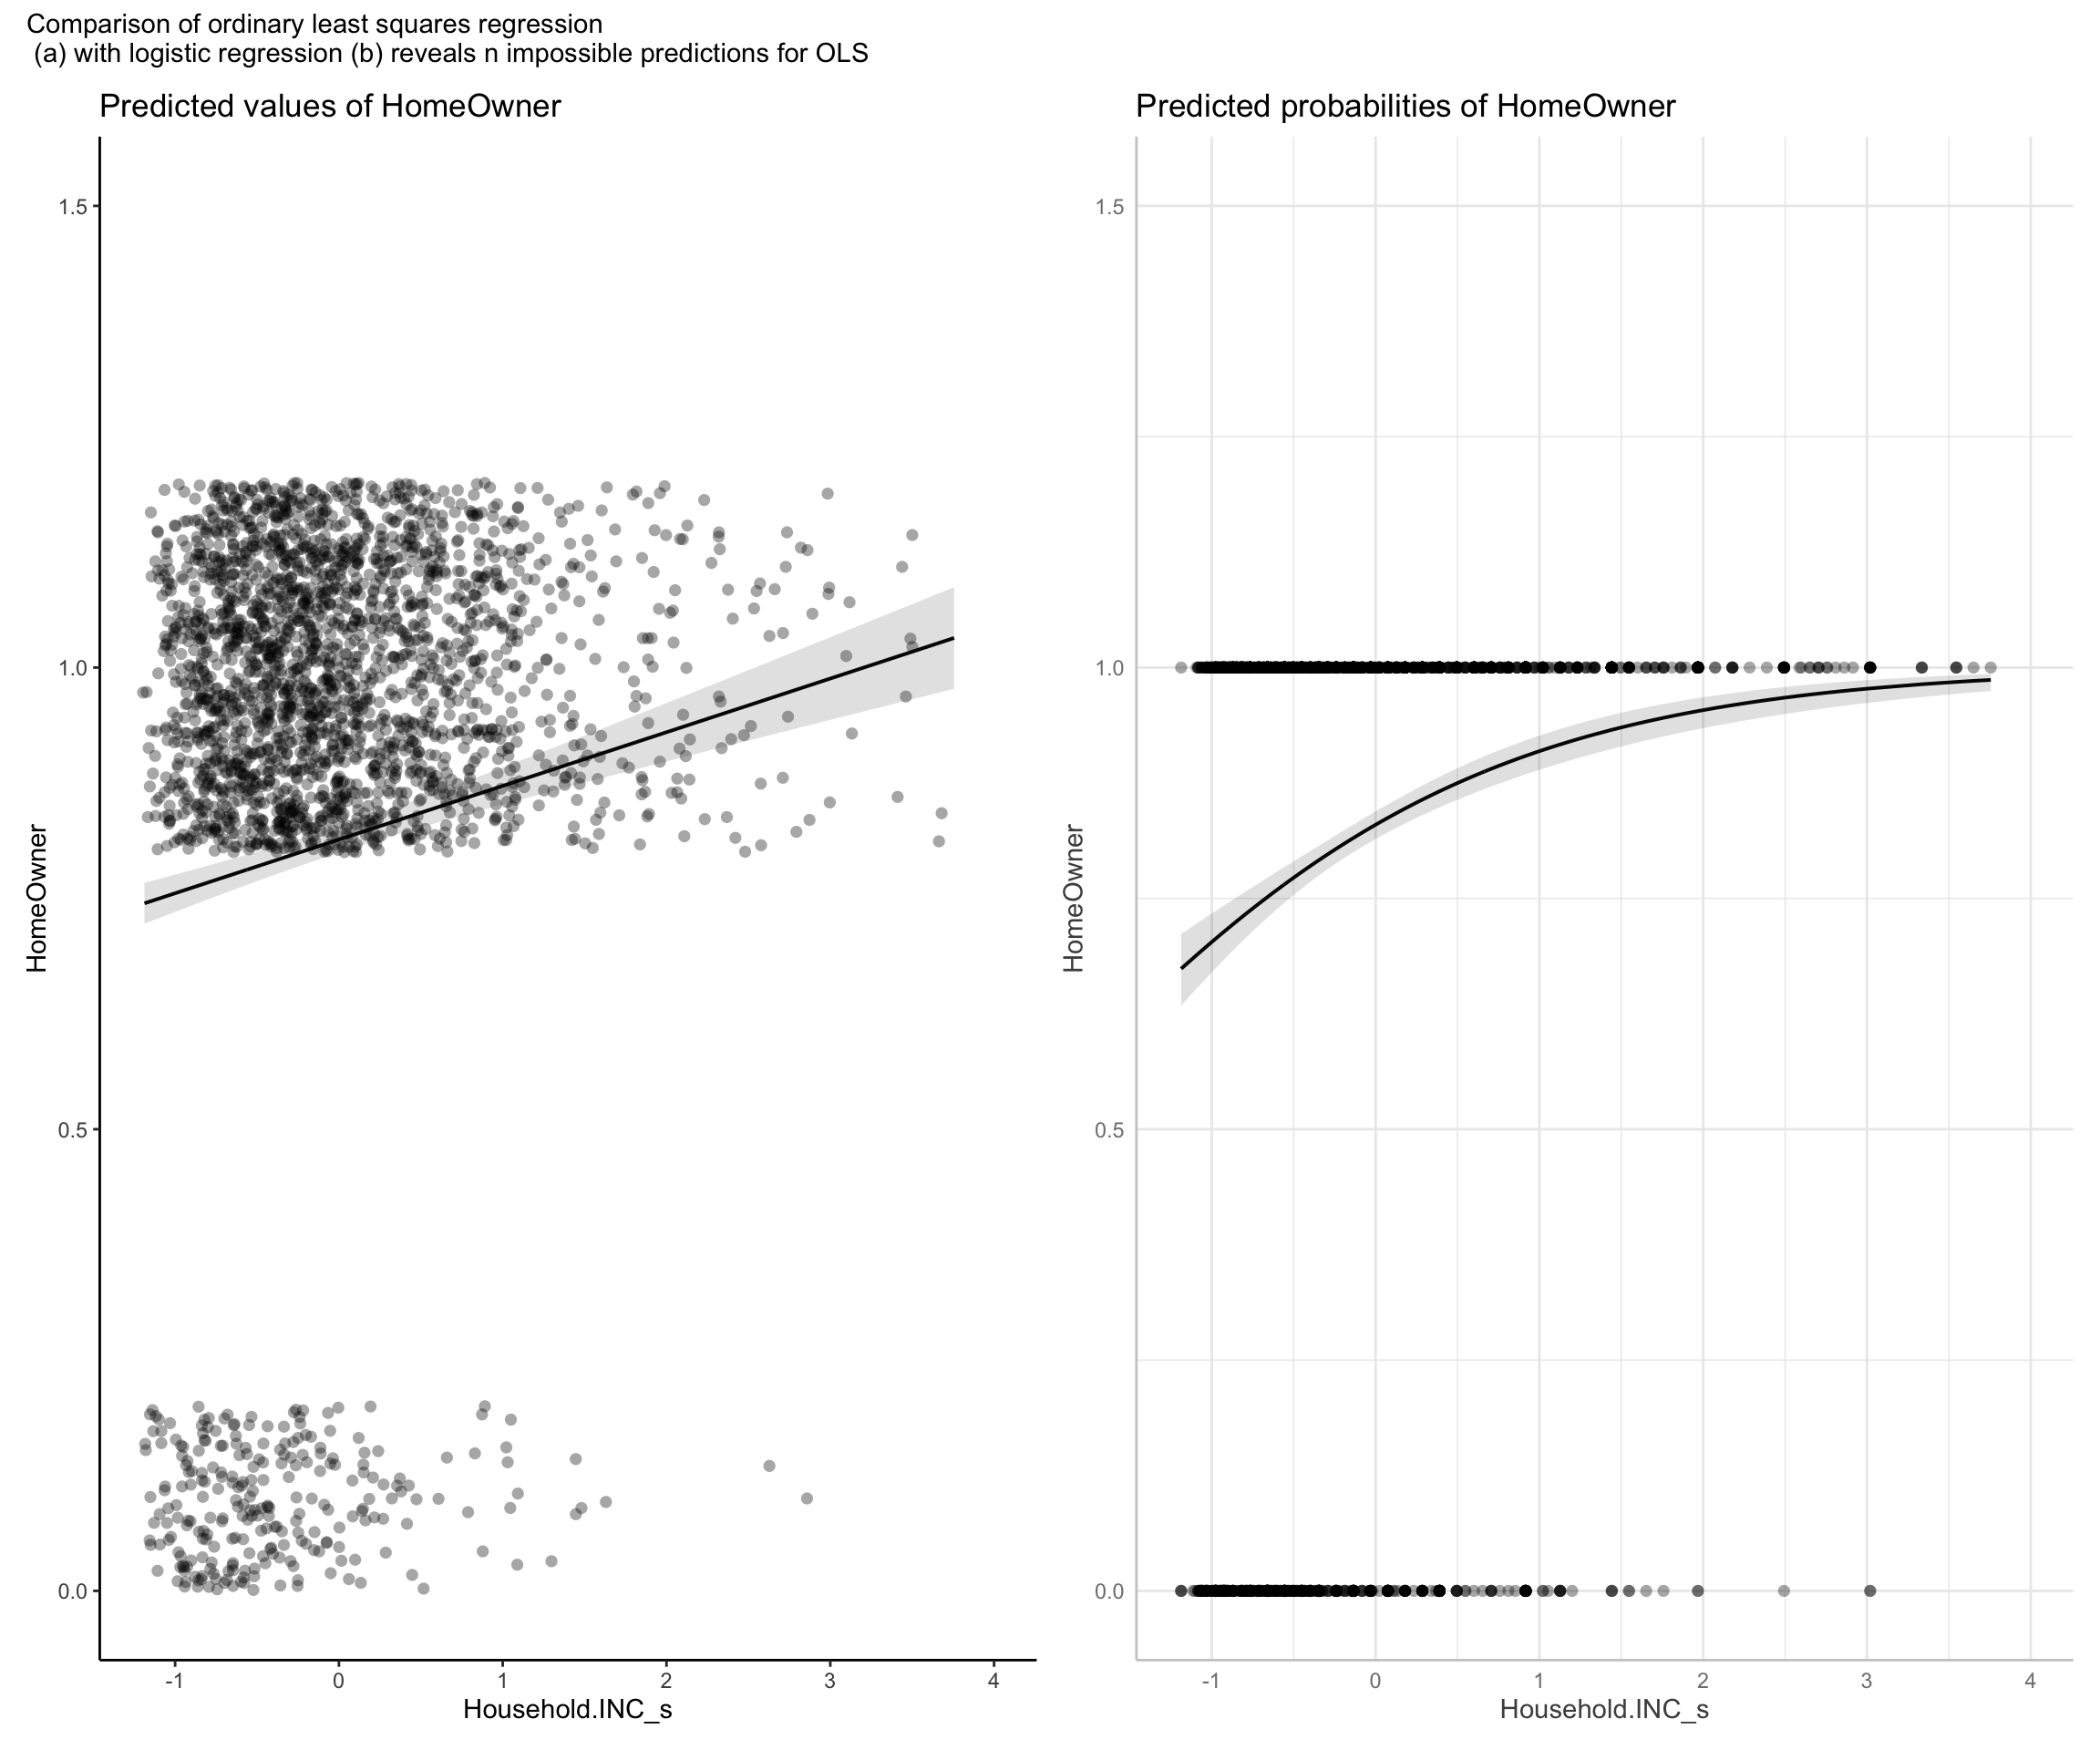 Comparison of ordinary least squares regression
(a) with logistic regression (b) reveals n impossible predictions for OLS
Predicted values of HomeOwner
1.5
1.0
0.5
0.0
HomeOwner
-1 0 1 2 3 4
Household.INC_s
Predicted probabilities of HomeOwner
1.5
1.0
0.5
0.0
HomeOwner
-1 0 1 2 3 4
Household.INC_s